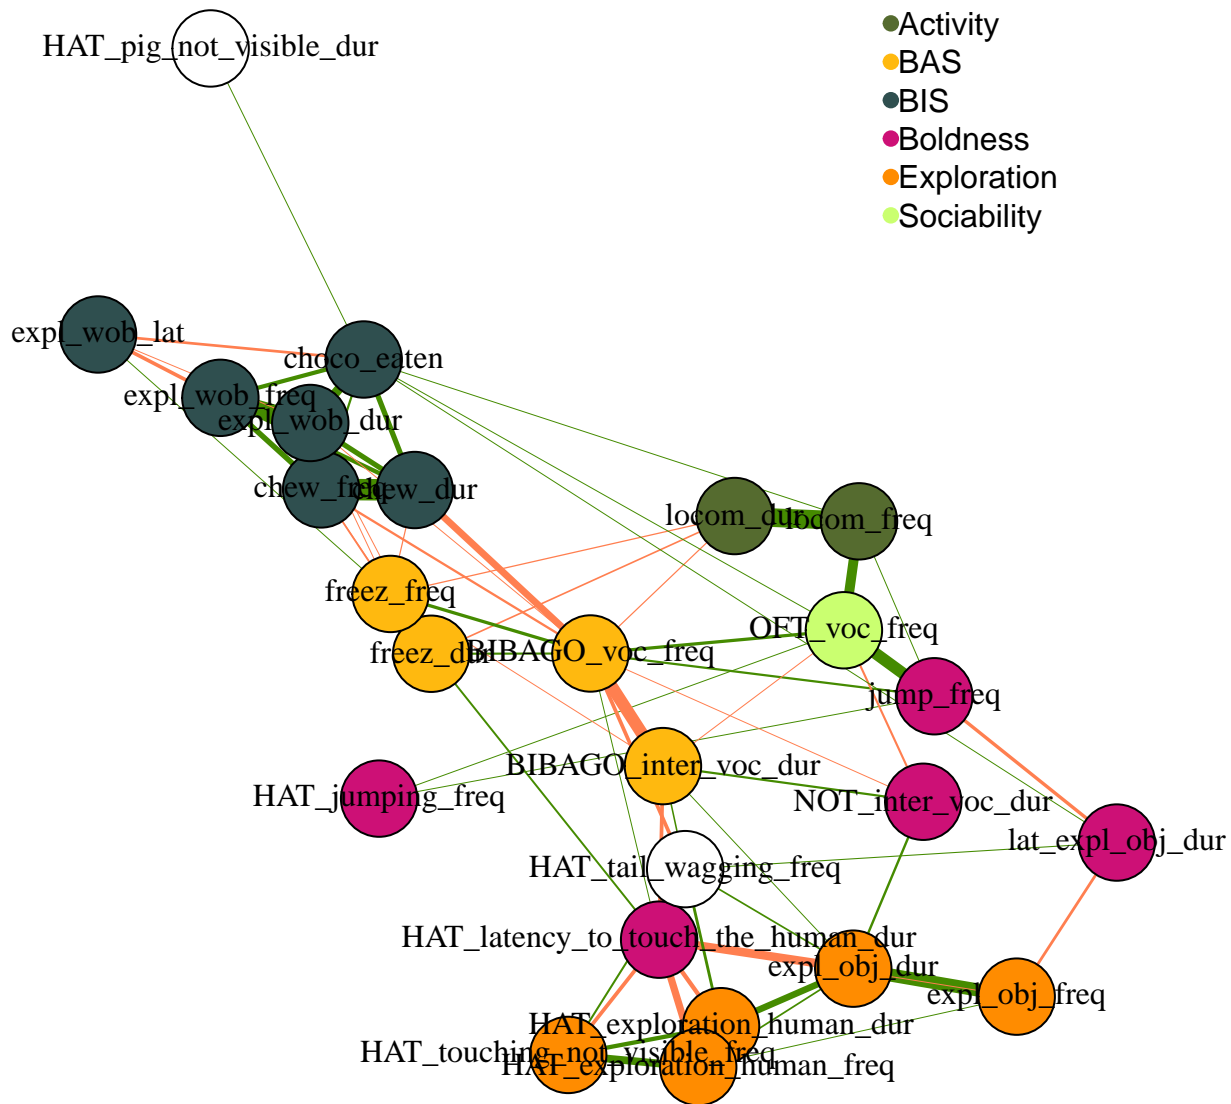 HAT_pig_not_visible_dur
Activity
BAS
BIS
Boldness
Exploration
Sociability
expl_wob_lat
choco_eaten
expl_wob_freq
expl_wob_dur
chew_freq
chew_dur
locom_dur
locom_freq
freez_freq
OFT_voc_freq
freez_dur
BIBAGO_voc_freq
jump_freq
BIBAGO_inter_voc_dur
HAT_jumping_freq
NOT_inter_voc_dur
lat_expl_obj_dur
HAT_tail_wagging_freq
HAT_latency_to_touch_the_human_dur
expl_obj_dur
expl_obj_freq
HAT_exploration_human_dur
HAT_touching_not_visible_freq
HAT_exploration_human_freq